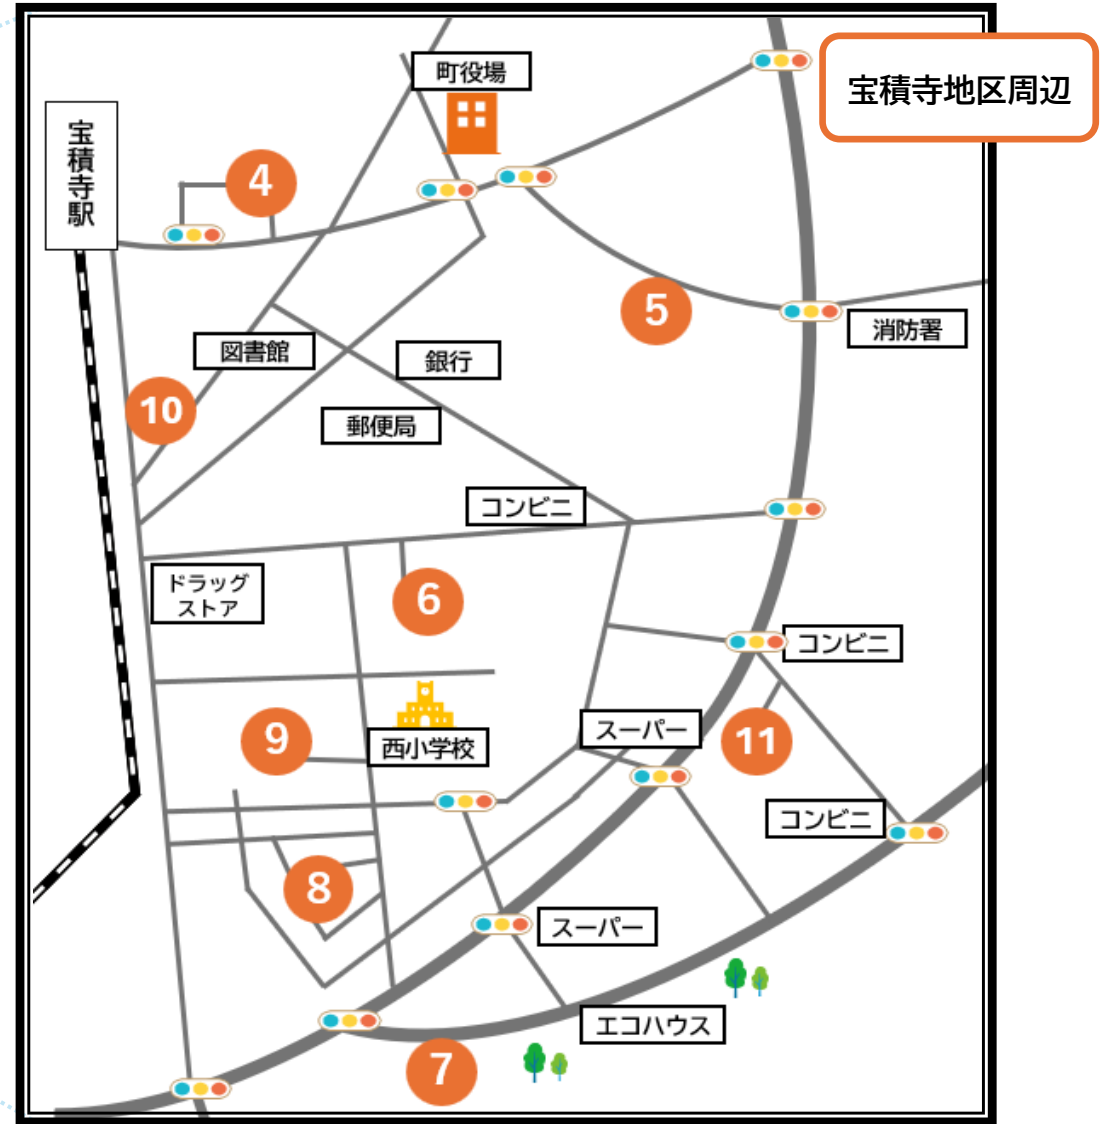 宝積寺地区周辺
町役場
宝積寺駅
4
5
消防署
図書館
銀行
10
郵便局
コンビニ
ドラッグ
ストア
6
コンビニ
スーパー
9
西小学校
11
コンビニ
8
スーパー
エコハウス
7